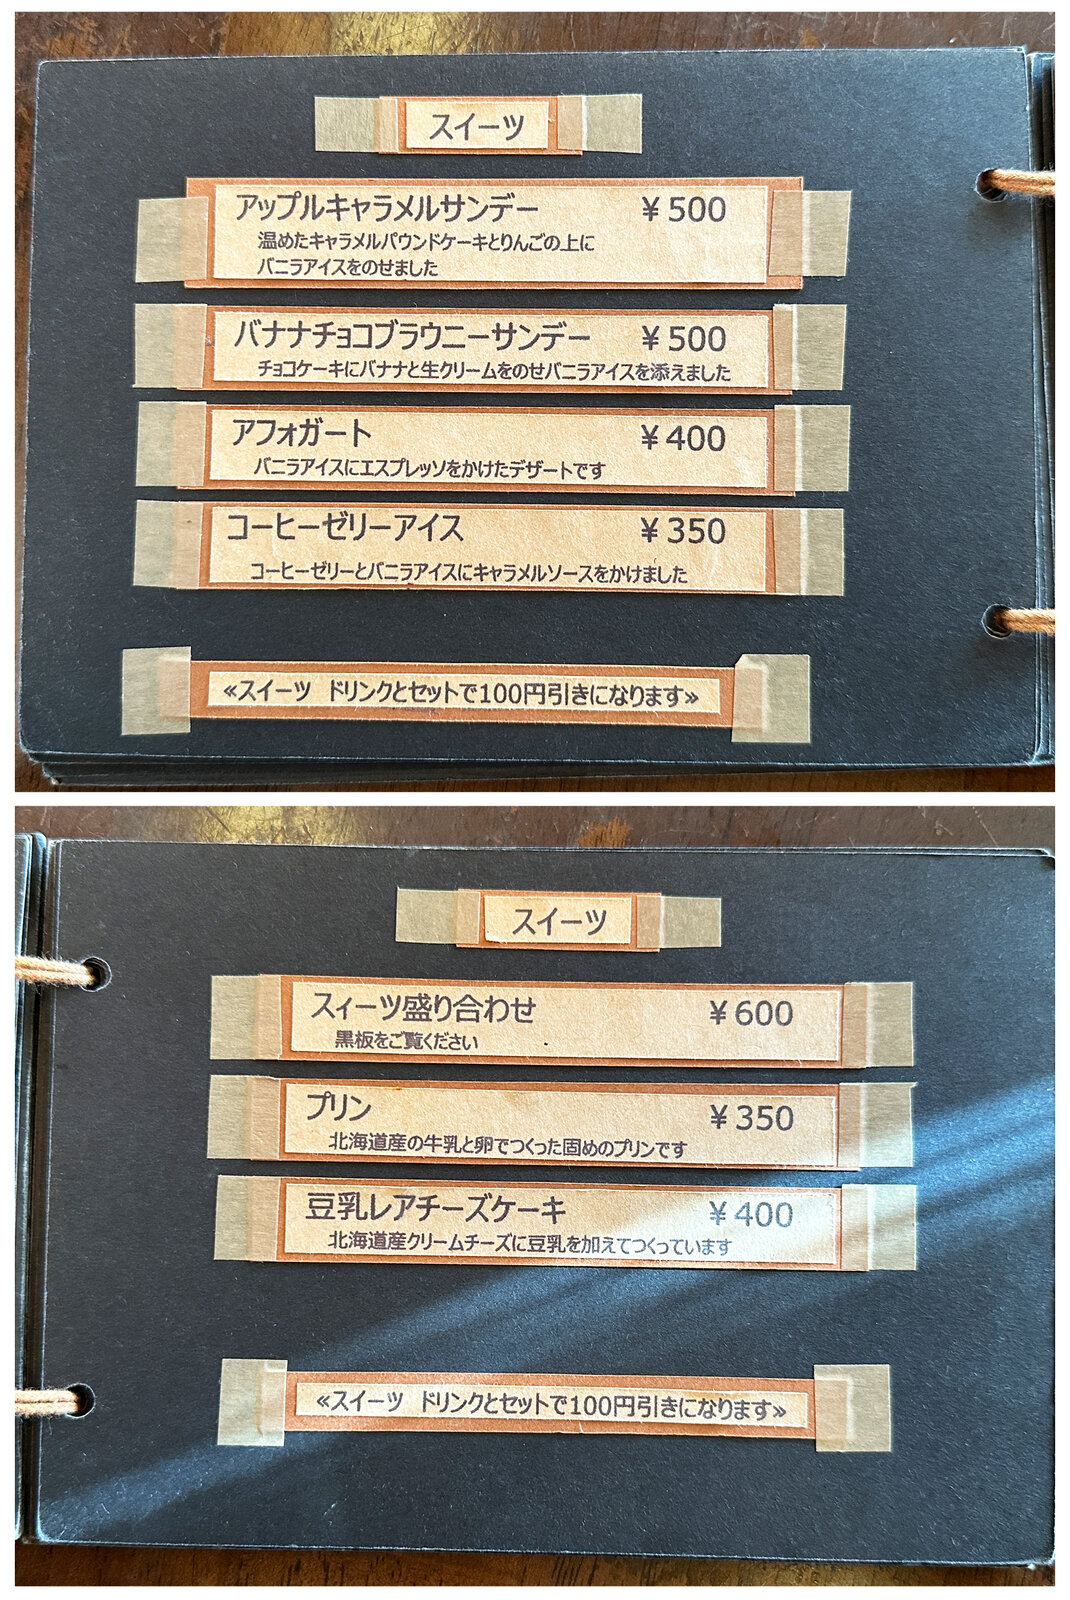 スイーツ
アップルキャラメルサンデー ¥500
温めたキャラメルパウンドケーキとりんごの上に
バニラアイスをのせました
バナナチョコブラウニーサンデー ¥500
チョコケーキにバナナと生クリームをのせバニラアイスを添えました
アフォガート ¥400
バニラアイスにエスプレッソをかけたデザートです
コーヒーゼリーアイス ¥350
コーヒーゼリーとバニラアイスにキャラメルソースをかけました
≪スイーツ ドリンクとセットで100円引きになります≫
スイーツ
スィーツ盛り合わせ ¥600
黒板をご覧ください
プリン ¥350
北海道産の牛乳と卵でつくった固めのプリンです
豆乳レアチーズケーキ ¥400
北海道産クリームチーズに豆乳を加えてつくっています
≪スイーツ ドリンクとセットで100円引きになります≫